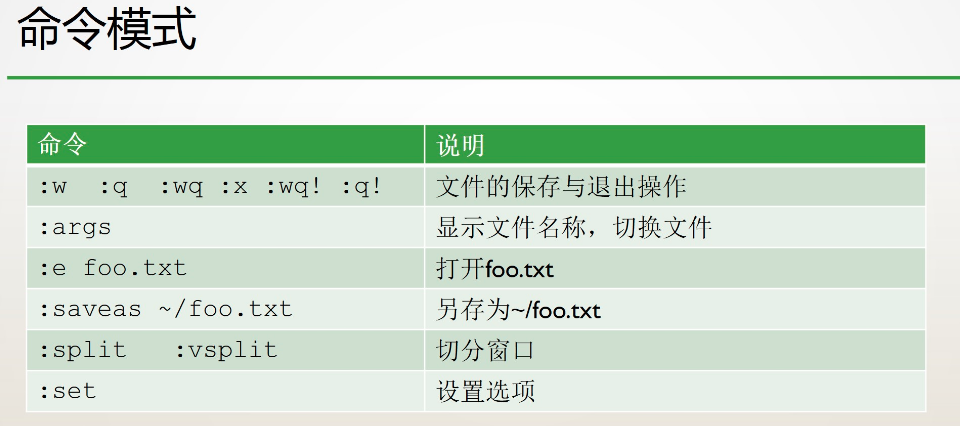 命令模式
命令 说明
:w :q :wq :x :wq! :q! 文件的保存与退出操作
:args 显示文件名称，切换文件
:e foo.txt 打开foo.txt
:saveas ~/foo.txt 另存为~/foo.txt
:split :vsplit 切分窗口
:set 设置选项